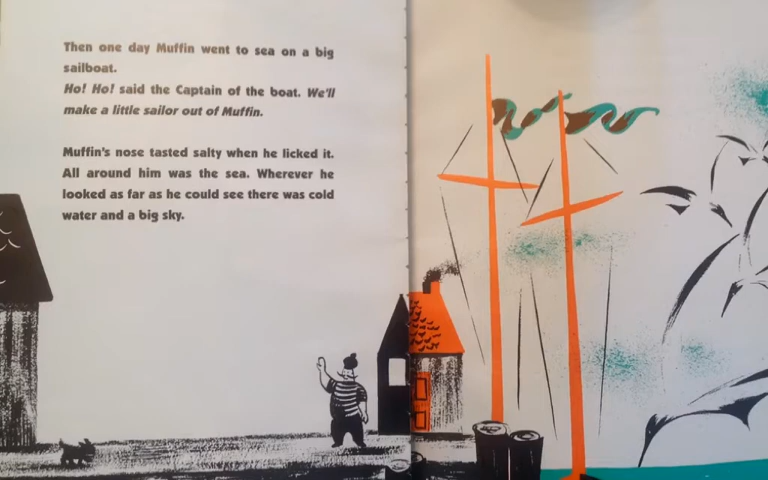 Then one day Muffin went to sea on a big
sailboat.
Ho! Ho! said the Captain of the boat. We'll
make a little sailor out of Muffin.
Muffin's nose tasted salty when he licked it.
All around him was the sea. Wherever he
looked as far as he could see there was cold
water and a big sky.